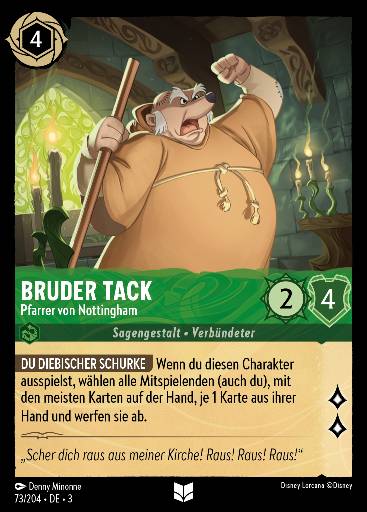 4
BRUDER TACK
Pfarrer von Nottingham
2
4
Sagengestalt • Verbündeter
DU DIEBISCHER SCHURKE Wenn du diesen Charakter
ausspielst, wählen alle Mitspielenden (auch du), mit
den meisten Karten auf der Hand, je 1 Karte aus ihrer
Hand und werfen sie ab.
„Scher dich raus aus meiner Kirche! Raus! Raus! Raus!“
Denny Minonne
73/204 • DE • 3
Disney Lorcana ©Disney